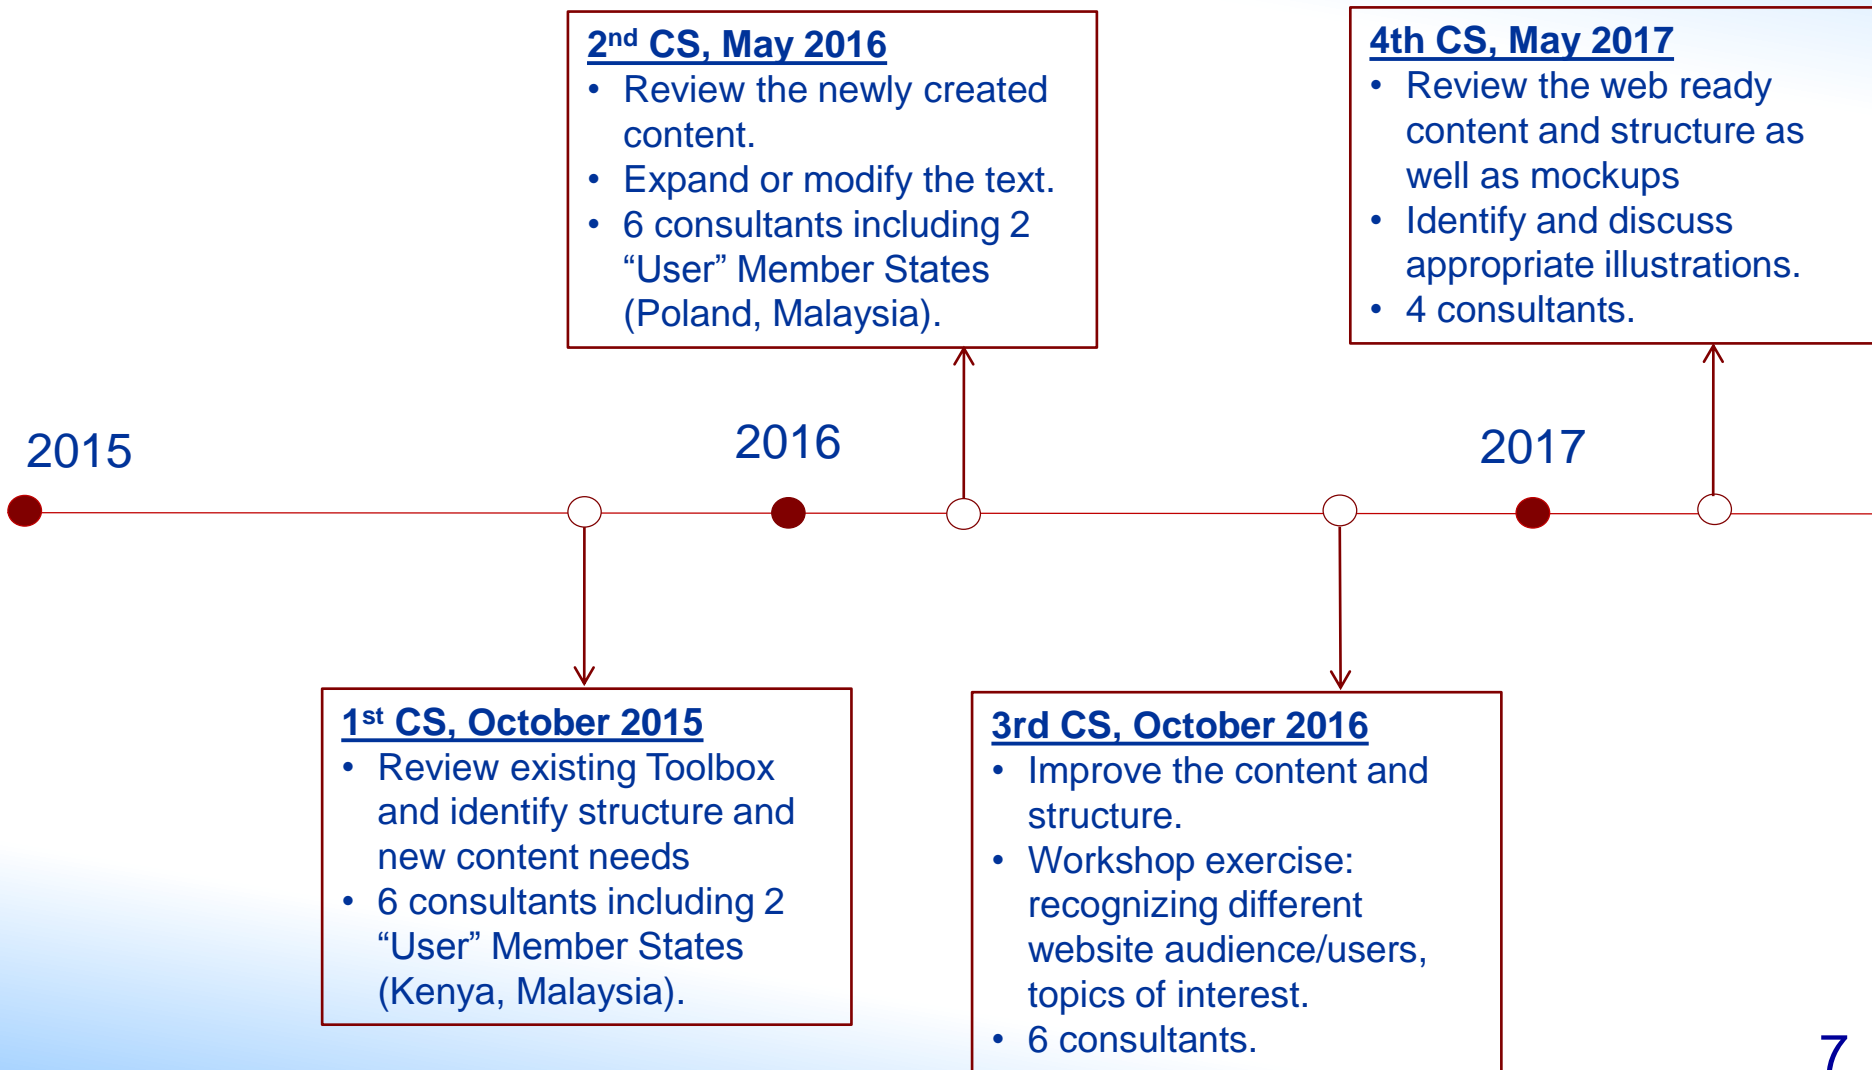 2nd CS, May 2016
• Review the newly created
content.
• Expand or modify the text.
• 6 consultants including 2
“User” Member States
(Poland, Malaysia).
4th CS, May 2017
• Review the web ready
content and structure as
well as mockups
• Identify and discuss
appropriate illustrations.
• 4 consultants.
2015
2016
2017
1st CS, October 2015
• Review existing Toolbox
and identify structure and
new content needs
• 6 consultants including 2
“User” Member States
(Kenya, Malaysia).
3rd CS, October 2016
• Improve the content and
structure.
• Workshop exercise:
recognizing different
website audience/users,
topics of interest.
• 6 consultants.
7